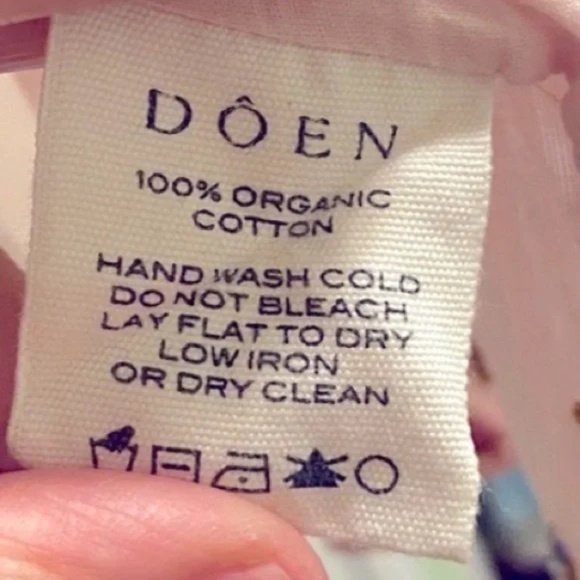 DÔEN
100% ORGANIC
COTTON
HAND WASH COLD
DO NOT BLEACH
LAY FLAT TO DRY
LOW IRON
OR DRY CLEAN